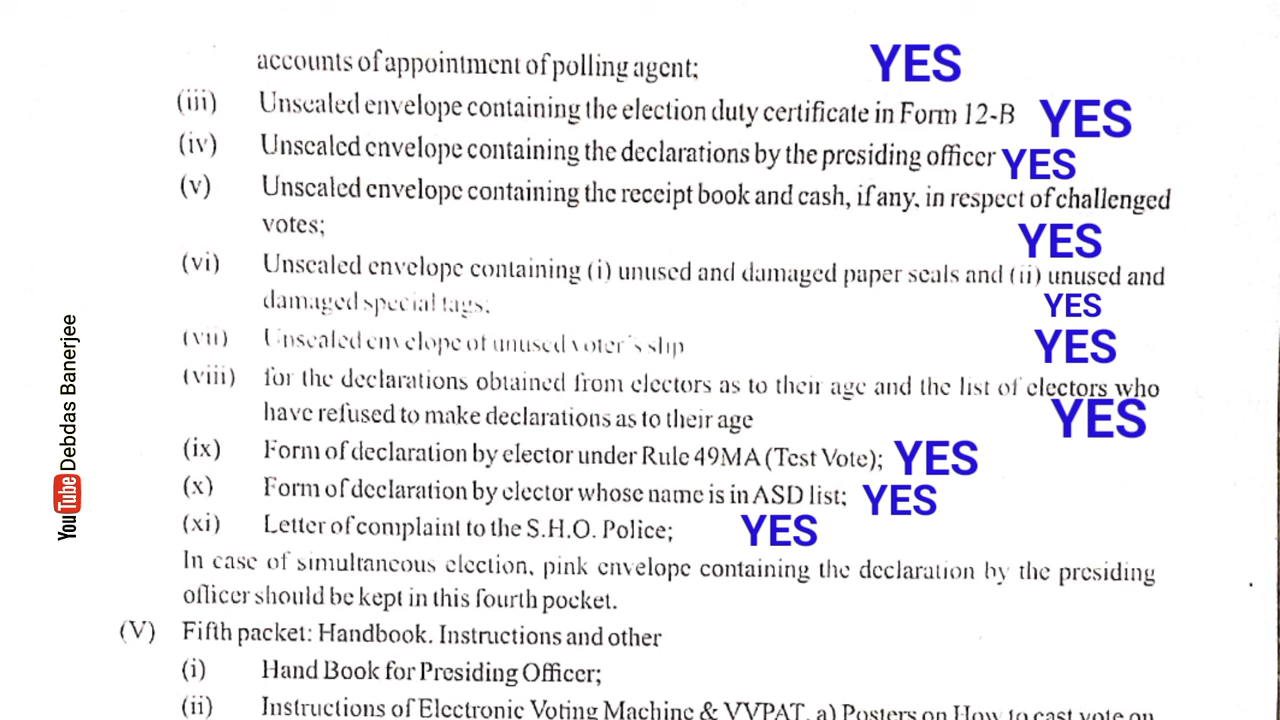 accounts of appointment of polling agent; YES
(iii) Unsealed envelope containing the election duty certificate in Form 12-B YES
(iv) Unsealed envelope containing the declarations by the presiding officer YES
(v) Unsealed envelope containing the receipt book and cash, if any, in respect of challenged
votes; YES
(vi) Unsealed envelope containing (i) unused and damaged paper seals and (ii) unused and
damaged special tags. YES
(vii) Unsealed envelope of unused voter's slip YES
(viii) for the declarations obtained from electors as to their age and the list of electors who
have refused to make declarations as to their age YES
(ix) Form of declaration by elector under Rule 49MA (Test Vote); YES
(x) Form of declaration by elector whose name is in ASD list; YES
(xi) Letter of complaint to the S.H.O. Police; YES
In case of simultaneous election, pink envelope containing the declaration by the presiding
officer should be kept in this fourth pocket.
(V) Fifth packet: Handbook. Instructions and other
(i) Hand Book for Presiding Officer;
(ii) Instructions of Electronic Voting Machine & VVPAT, a) Posters on How to cast vote on
YouTube Debdas Banerjee